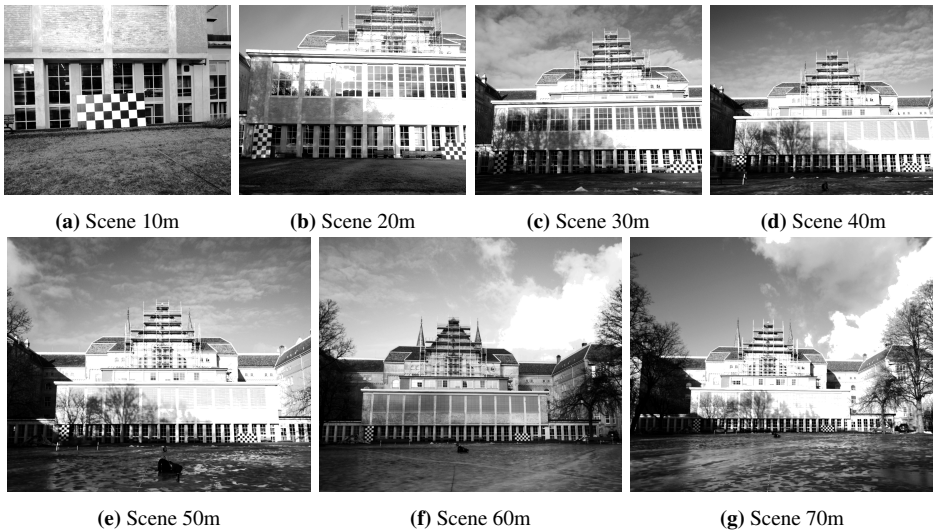 (a) Scene 10m
(b) Scene 20m
(c) Scene 30m
(d) Scene 40m
(e) Scene 50m
(f) Scene 60m
(g) Scene 70m